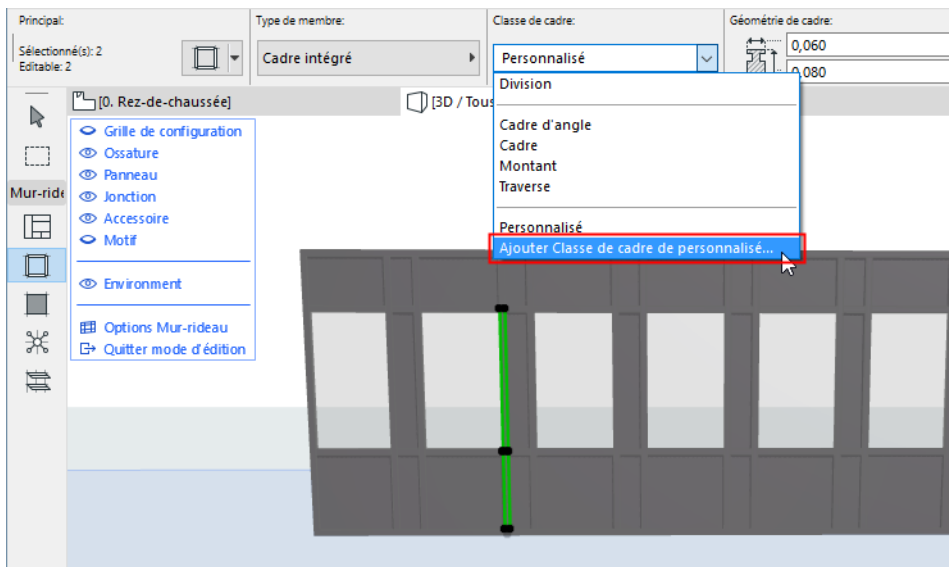 Principal:
Type de membre:
Classe de cadre:
Géométrie de cadre:
Sélectionné(s): 2
Editable: 2
Cadre intégré
Personnalisé
0,060
0,080
Division
Cadre d'angle
Cadre
Montant
Traverse
Personnalisé
Ajouter Classe de cadre de personnalisé...
[0. Rez-de-chaussée]
[3D / Tous
Mur-ride
Grille de configuration
Ossature
Panneau
Jonction
Accessoire
Motif
Environment
Options Mur-rideau
Quitter mode d'édition